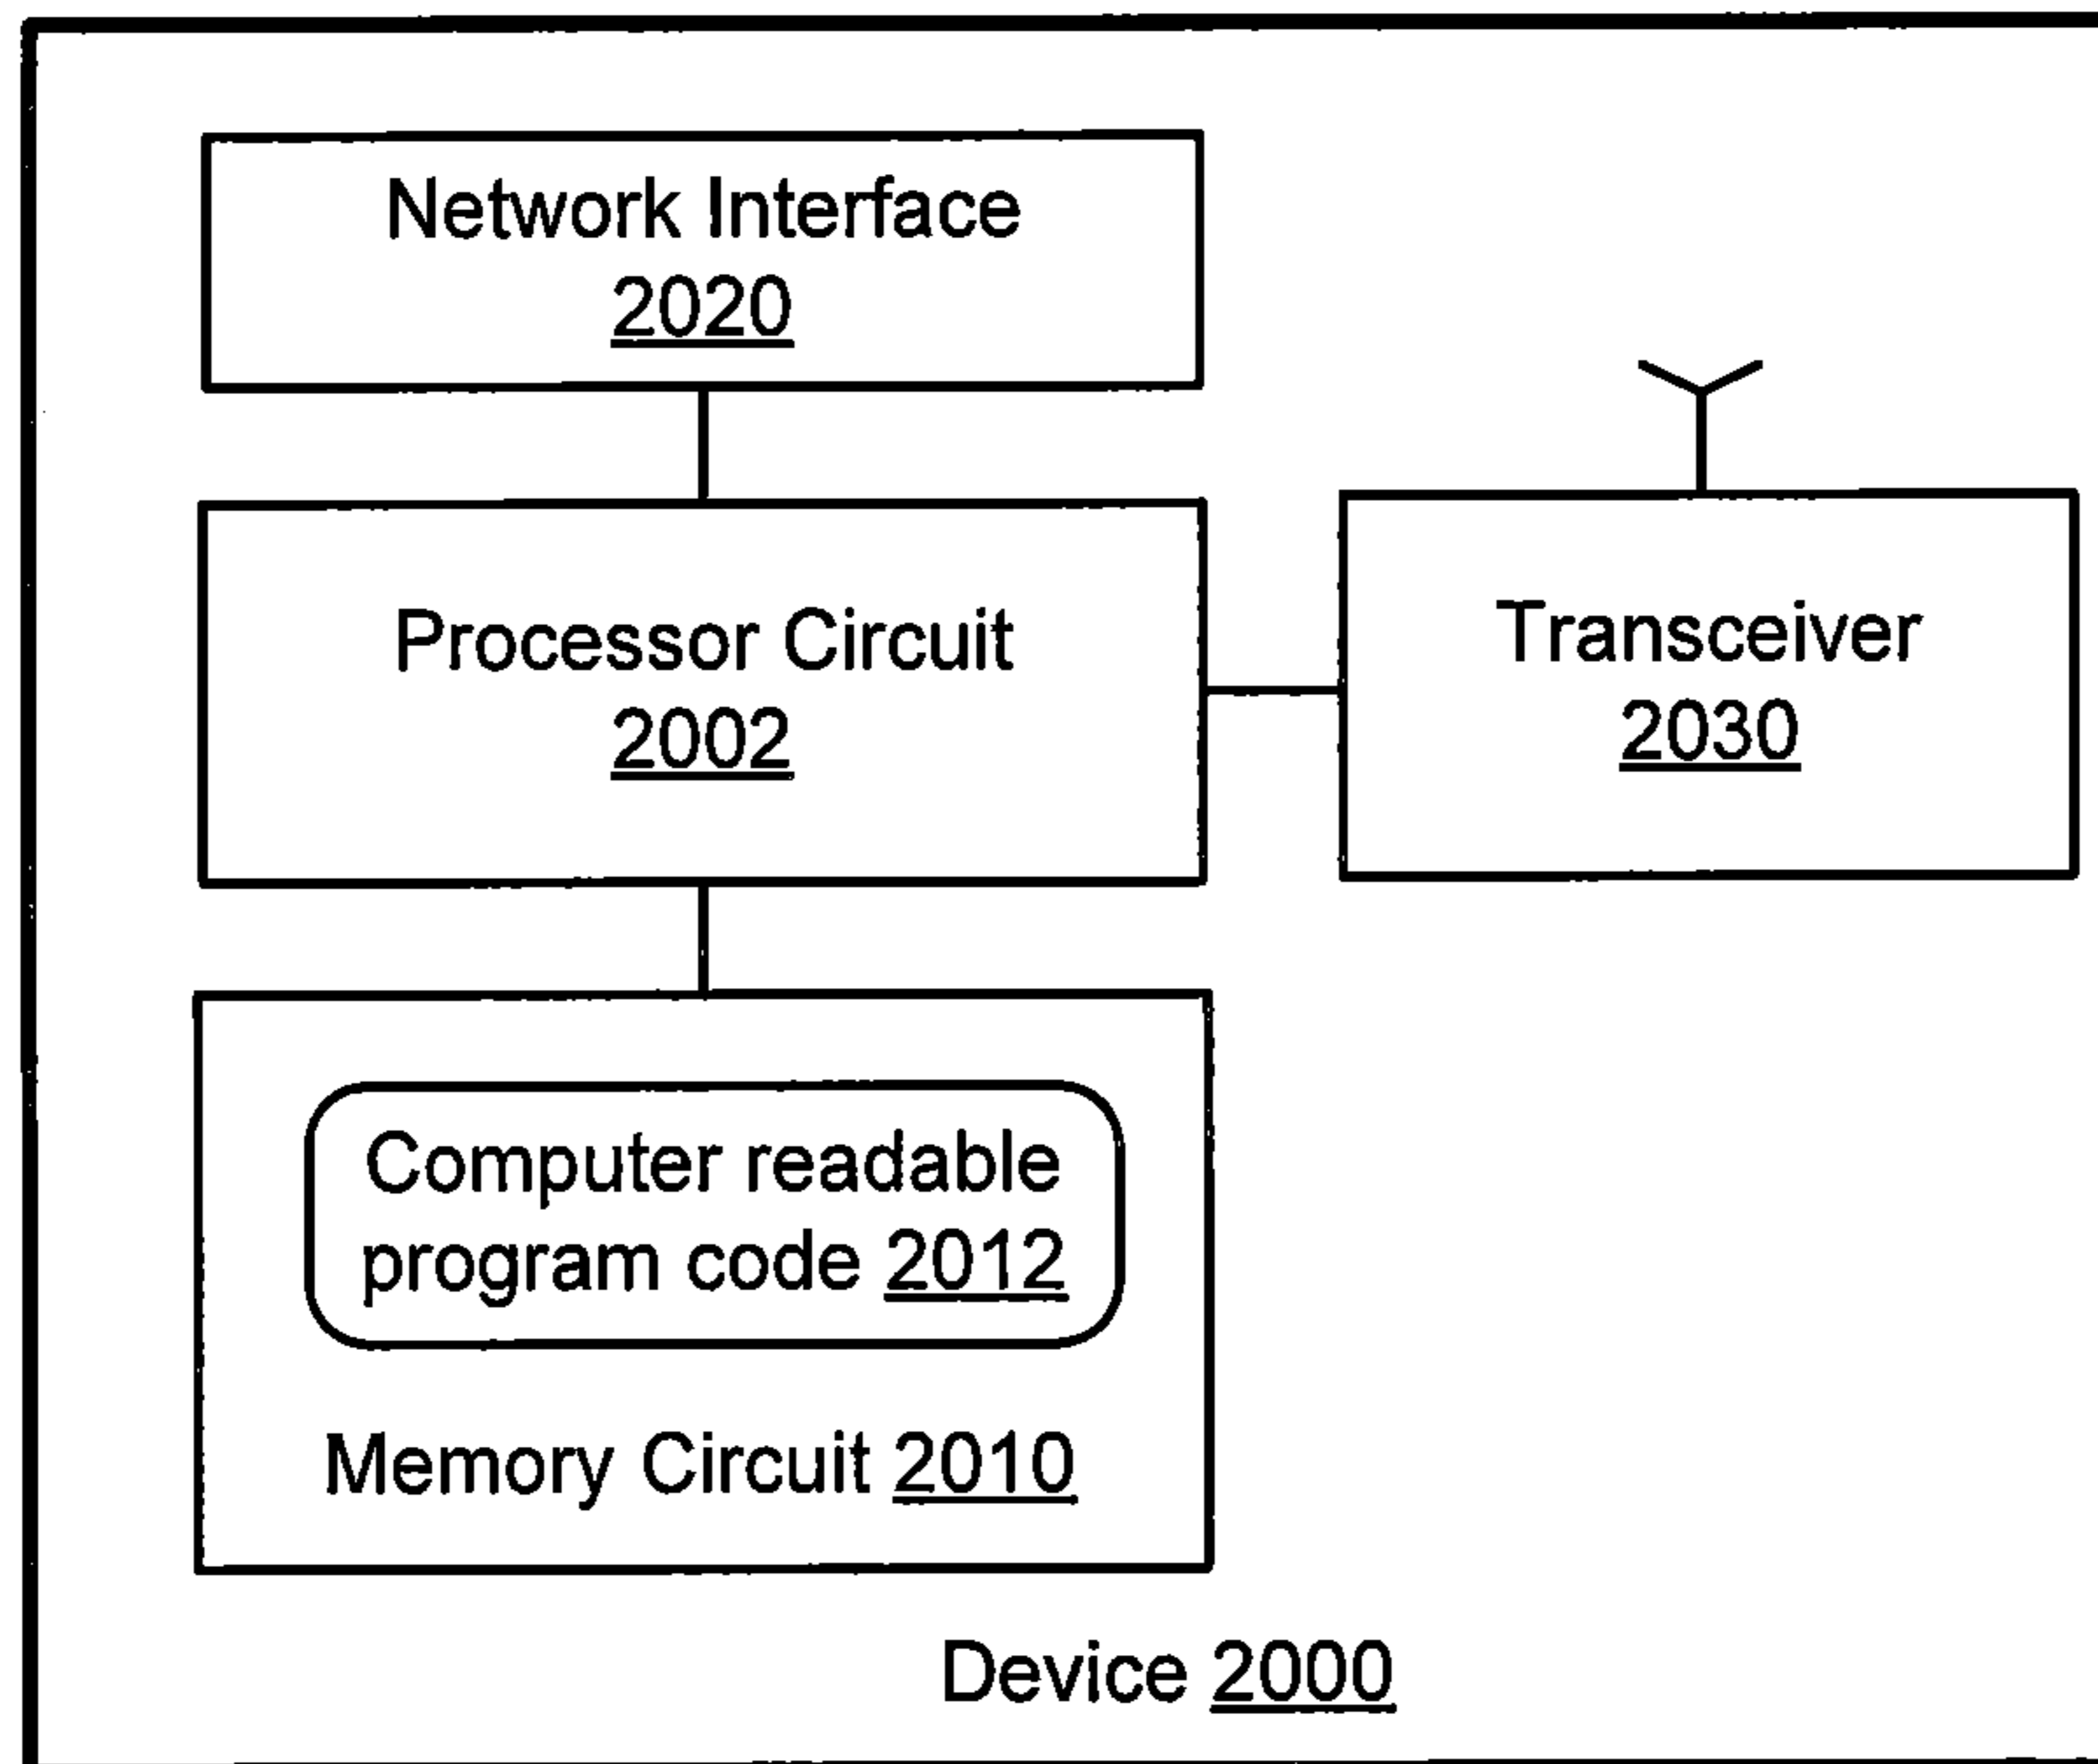 Network Interface
2020
Processor Circuit
2002
Transceiver
2030
Computer readable
program code 2012
Memory Circuit 2010
Device 2000